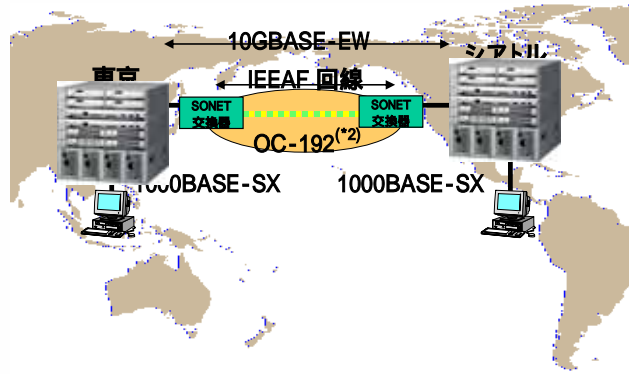 10GBASE-EW
東京
シアトル
IEEAF 回線
SONET
交換器
SONET
交換器
OC-192(*2)
1000BASE-SX
1000BASE-SX